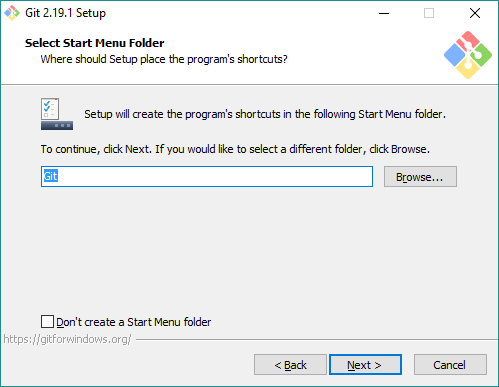 Git 2.19.1 Setup
Select Start Menu Folder
Where should Setup place the program's shortcuts?
Setup will create the program's shortcuts in the following Start Menu folder.
To continue, click Next. If you would like to select a different folder, click Browse.
Git
Browse...
Don't create a Start Menu folder
https://gitforwindows.org/
< Back
Next >
Cancel